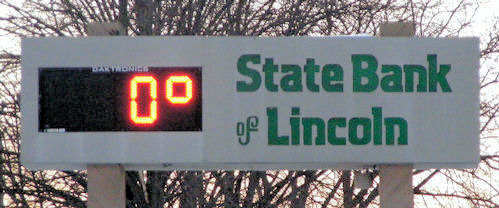 DAKTRONICS
0°
State Bank
of Lincoln